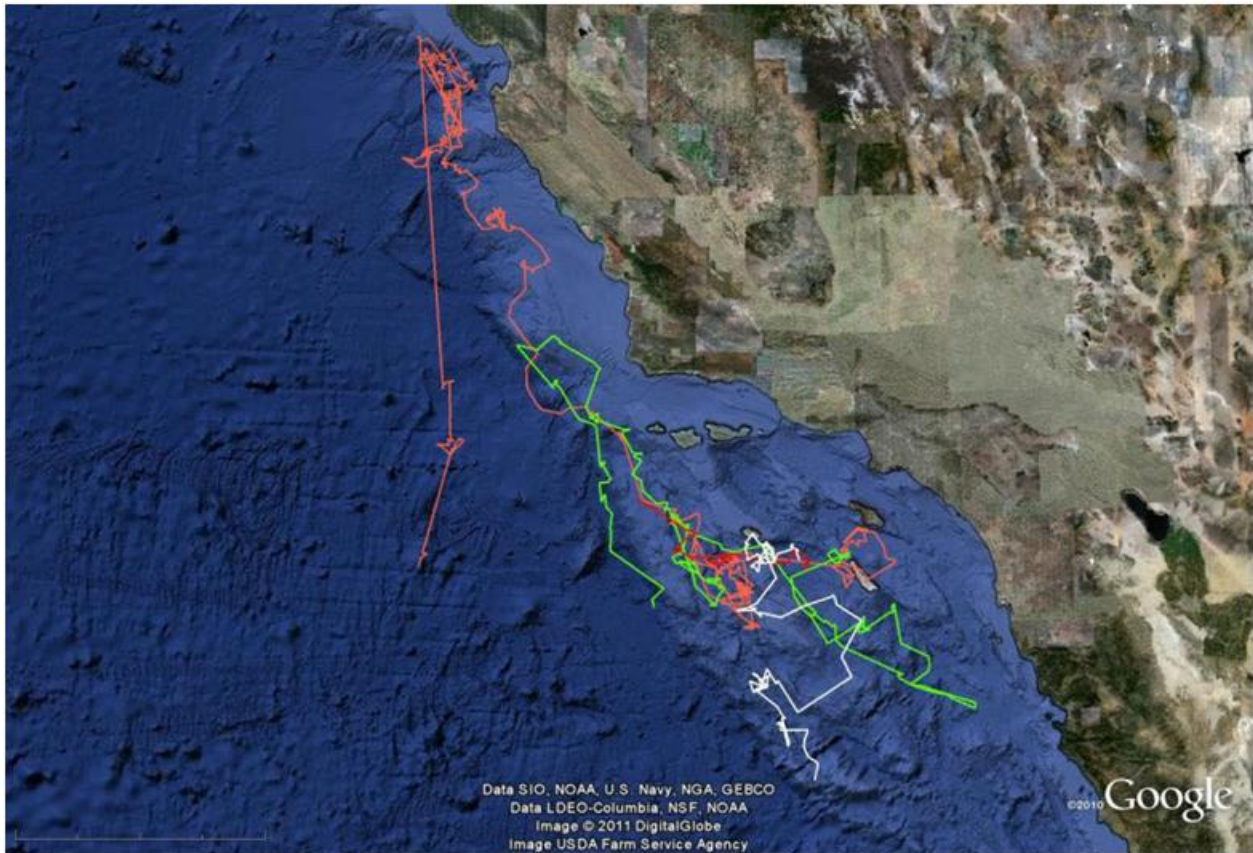 Data SIO, NOAA, U.S. Navy, NGA, GEBCO
Data LDEO-Columbia, NSF, NOAA
Image © 2011 DigitalGlobe
Image USDA Farm Service Agency
©2010 Google